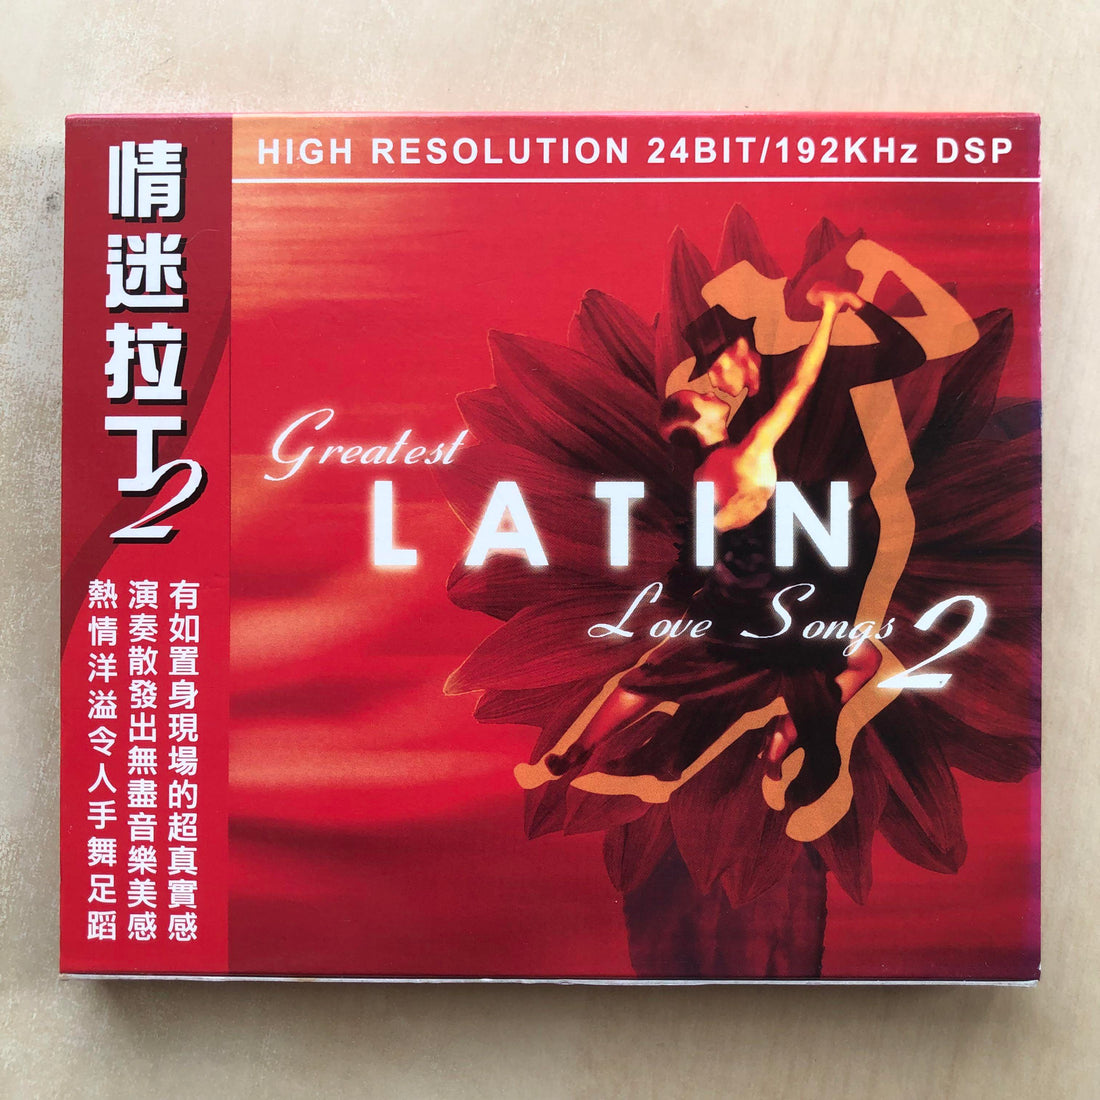 情迷拉丁2
有如置身現場的超真實感
演奏散發出無盡音樂美感
熱情洋溢令人手舞足蹈
HIGH RESOLUTION 24BIT/192KHz DSP
Greatest
LATIN
Love Songs 2